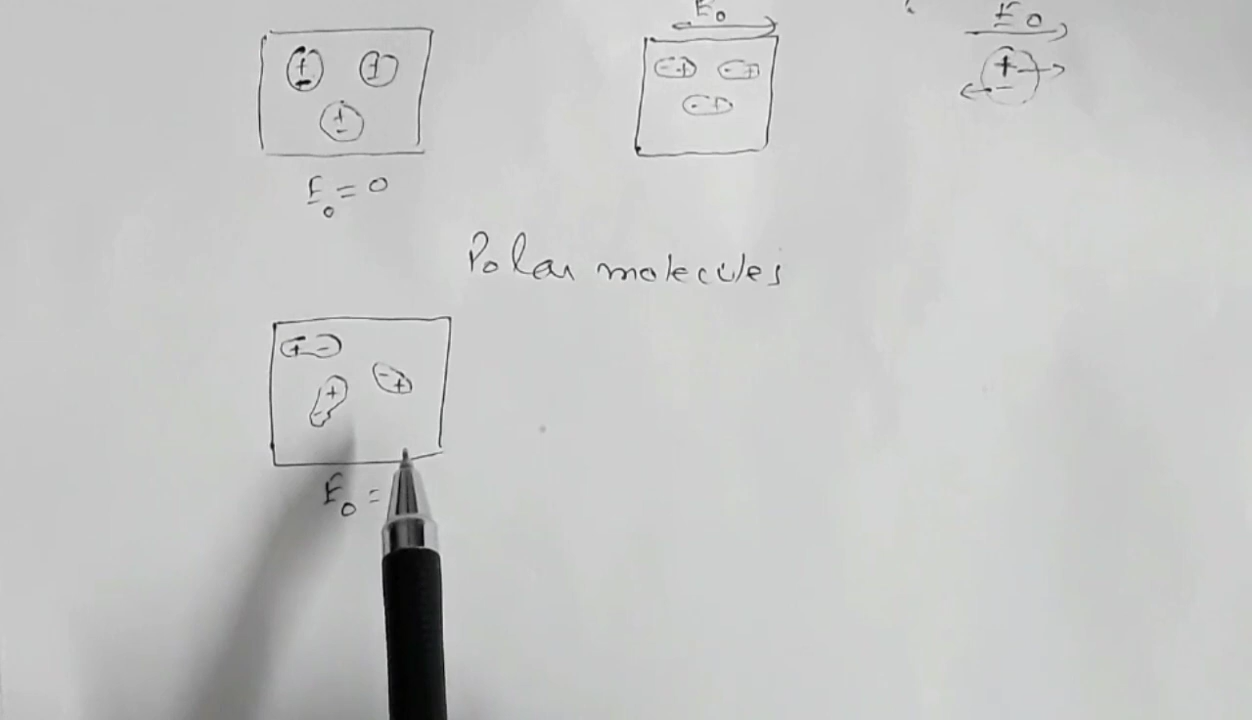 E₀
E₀
± + ±
- + - +
- +
+
-
E₀ = 0
Polar molecules
+ -
- +
+
-
E₀ =